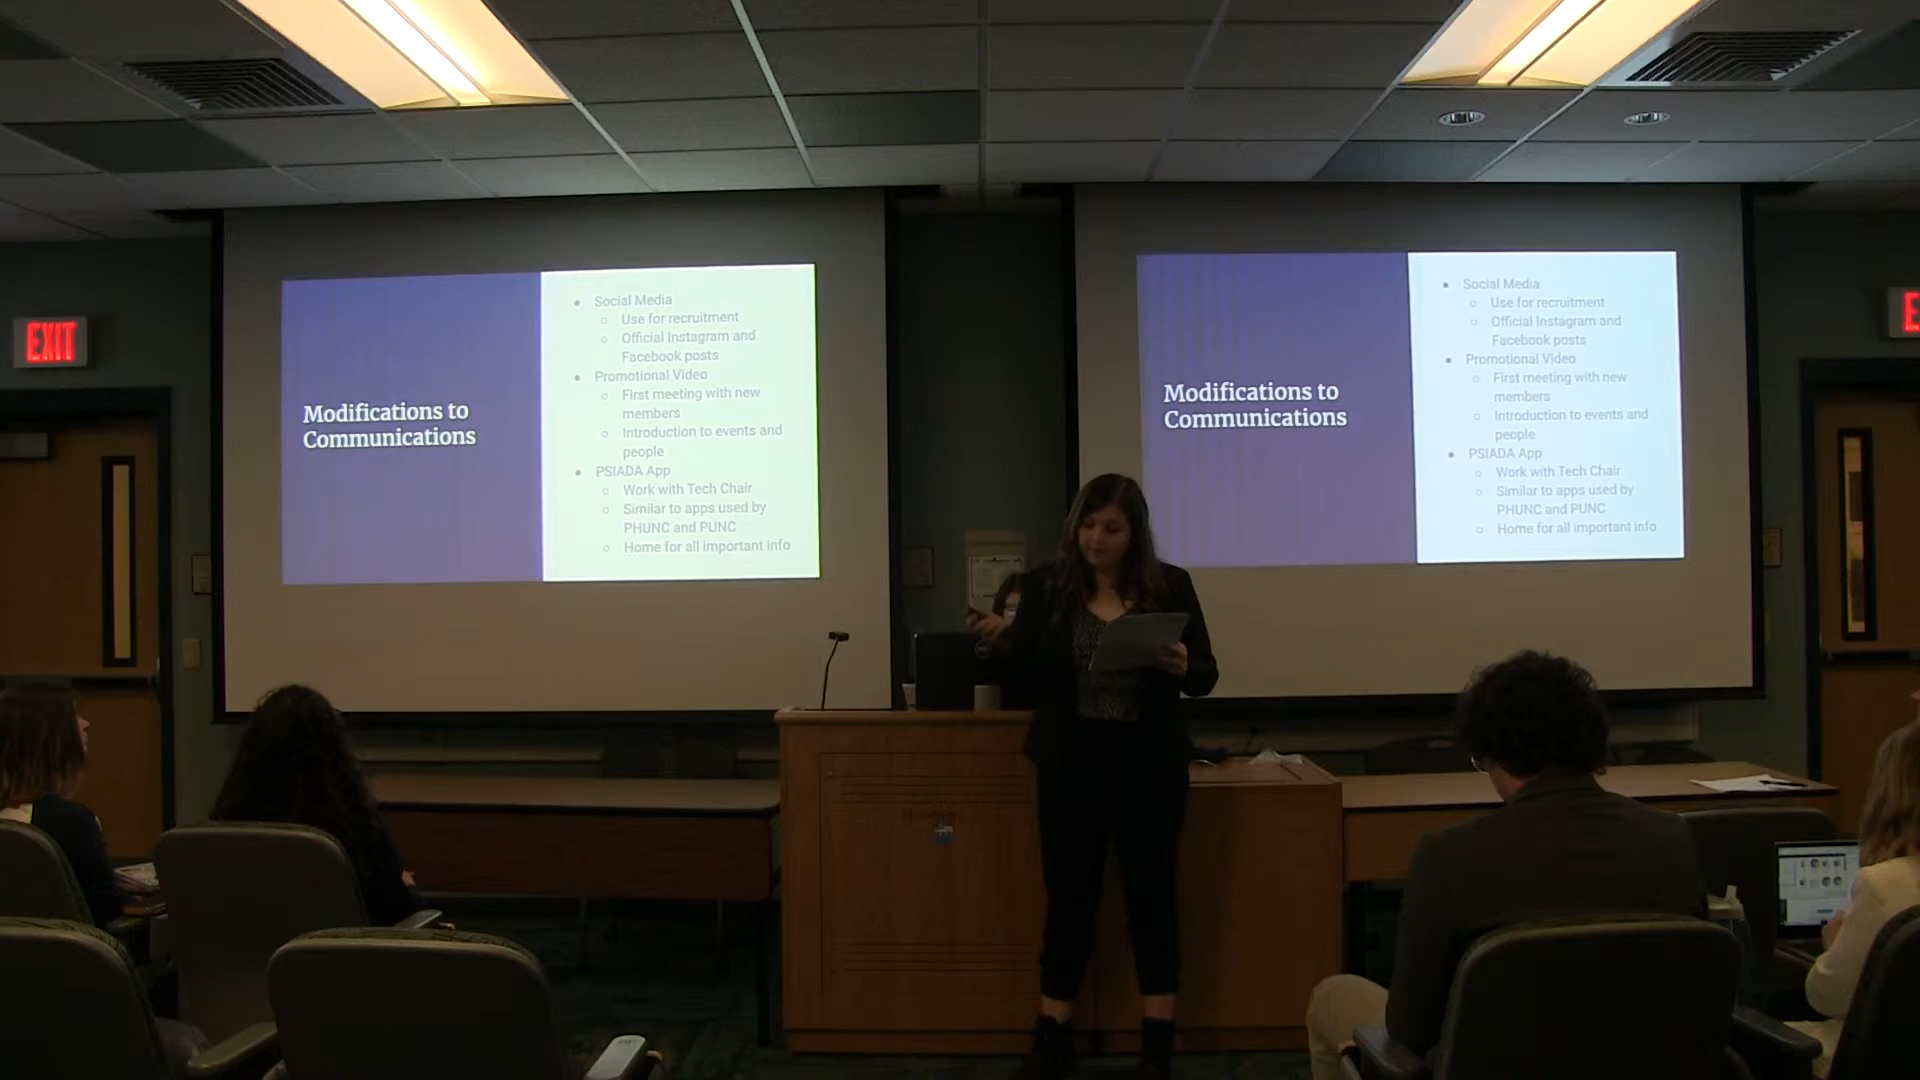 EXIT
Modifications to
Communications
● Social Media
○ Use for recruitment
○ Official Instagram and
Facebook posts
● Promotional Video
○ First meeting with new
members
○ Introduction to events and
people
● PSIADA App
○ Work with Tech Chair
○ Similar to apps used by
PHUNC and PUNC
○ Home for all important info
Modifications to
Communications
● Social Media
○ Use for recruitment
○ Official Instagram and
Facebook posts
● Promotional Video
○ First meeting with new
members
○ Introduction to events and
people
● PSIADA App
○ Work with Tech Chair
○ Similar to apps used by
PHUNC and PUNC
○ Home for all important info
E